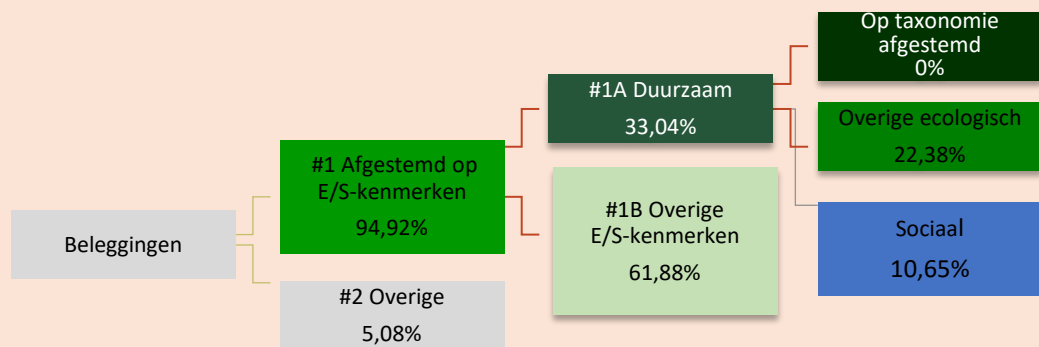 Beleggingen
#1 Afgestemd op
E/S-kenmerken
94,92%
#2 Overige
5,08%
#1A Duurzaam
33,04%
#1B Overige
E/S-kenmerken
61,88%
Op taxonomie
afgestemd
0%
Overige ecologisch
22,38%
Sociaal
10,65%